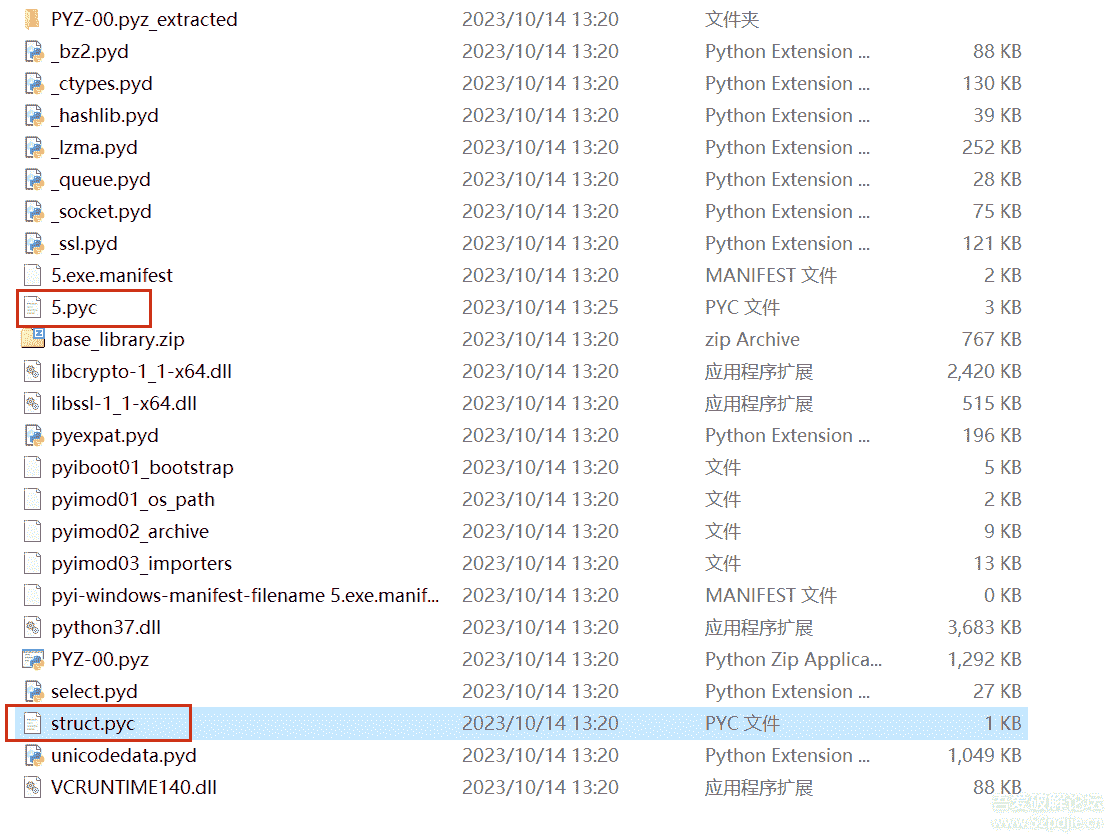 PYZ-00.pyz_extracted 2023/10/14 13:20 文件夹
_bz2.pyd 2023/10/14 13:20 Python Extension ... 88 KB
_ctypes.pyd 2023/10/14 13:20 Python Extension ... 130 KB
_hashlib.pyd 2023/10/14 13:20 Python Extension ... 39 KB
_lzma.pyd 2023/10/14 13:20 Python Extension ... 252 KB
_queue.pyd 2023/10/14 13:20 Python Extension ... 28 KB
_socket.pyd 2023/10/14 13:20 Python Extension ... 75 KB
_ssl.pyd 2023/10/14 13:20 Python Extension ... 121 KB
5.exe.manifest 2023/10/14 13:20 MANIFEST 文件 2 KB
5.pyc 2023/10/14 13:25 PYC 文件 3 KB
base_library.zip 2023/10/14 13:20 zip Archive 767 KB
libcrypto-1_1-x64.dll 2023/10/14 13:20 应用程序扩展 2,420 KB
libssl-1_1-x64.dll 2023/10/14 13:20 应用程序扩展 515 KB
pyexpat.pyd 2023/10/14 13:20 Python Extension ... 196 KB
pyiboot01_bootstrap 2023/10/14 13:20 文件 5 KB
pyimod01_os_path 2023/10/14 13:20 文件 2 KB
pyimod02_archive 2023/10/14 13:20 文件 9 KB
pyimod03_importers 2023/10/14 13:20 文件 13 KB
pyi-windows-manifest-filename 5.exe.manif... 2023/10/14 13:20 MANIFEST 文件 0 KB
python37.dll 2023/10/14 13:20 应用程序扩展 3,683 KB
PYZ-00.pyz 2023/10/14 13:20 Python Zip Applica... 1,292 KB
select.pyd 2023/10/14 13:20 Python Extension ... 27 KB
struct.pyc 2023/10/14 13:20 PYC 文件 1 KB
unicodedata.pyd 2023/10/14 13:20 Python Extension ... 1,049 KB
VCRUNTIME140.dll 2023/10/14 13:20 应用程序扩展 88 KB
吾爱破解论坛
www.52pojie.cn